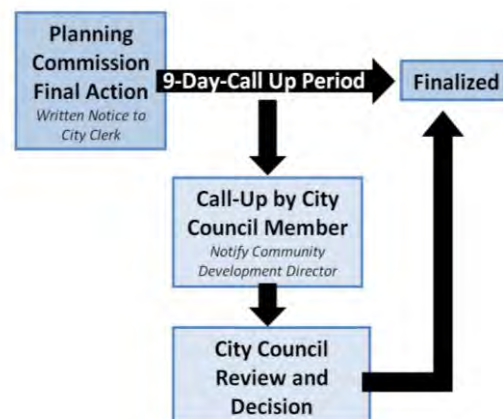 Planning
Commission
Final Action
Written Notice to
City Clerk
9-Day-Call Up Period
Finalized
Call-Up by City
Council Member
Notify Community
Development Director
City Council
Review and
Decision